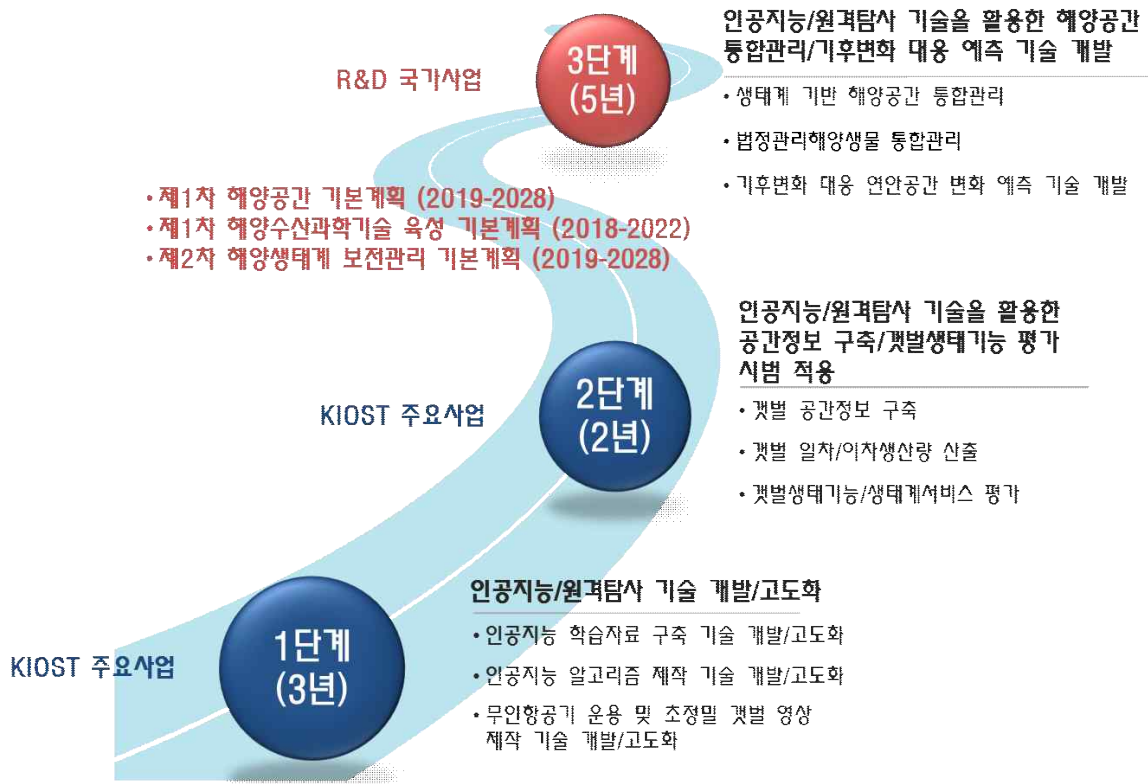 인공지능/원격탐사 기술을 활용한 해양공간
통합관리/기후변화 대응 예측 기술 개발
R&D 국가사업
3단계
(5년)
• 생태계 기반 해양공간 통합관리
• 법정관리해양생물 통합관리
• 기후변화 대응 연안공간 변화 예측 기술 개발
• 제1차 해양공간 기본계획 (2019-2028)
• 제1차 해양수산과학기술 육성 기본계획 (2018-2022)
• 제2차 해양생태계 보전관리 기본계획 (2019-2028)
인공지능/원격탐사 기술을 활용한
공간정보 구축/갯벌생태기능 평가
시범 적용
KIOST 주요사업
2단계
(2년)
• 갯벌 공간정보 구축
• 갯벌 일차/이차생산량 산출
• 갯벌생태기능/생태계서비스 평가
인공지능/원격탐사 기술 개발/고도화
KIOST 주요사업
1단계
(3년)
• 인공지능 학습자료 구축 기술 개발/고도화
• 인공지능 알고리즘 제작 기술 개발/고도화
• 무인항공기 운용 및 초정밀 갯벌 영상
제작 기술 개발/고도화